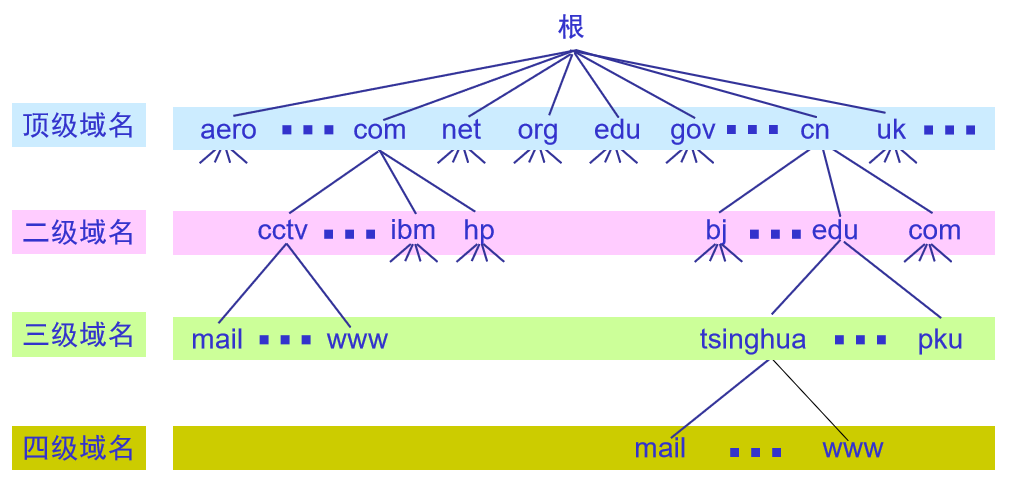 根
顶级域名 aero ▪▪▪ com net org edu gov ▪▪▪ cn uk ▪▪▪
二级域名 cctv ▪▪▪ ibm hp bj ▪▪▪ edu com
三级域名 mail ▪▪▪ www tsinghua ▪▪▪ pku
四级域名 mail ▪▪▪ www